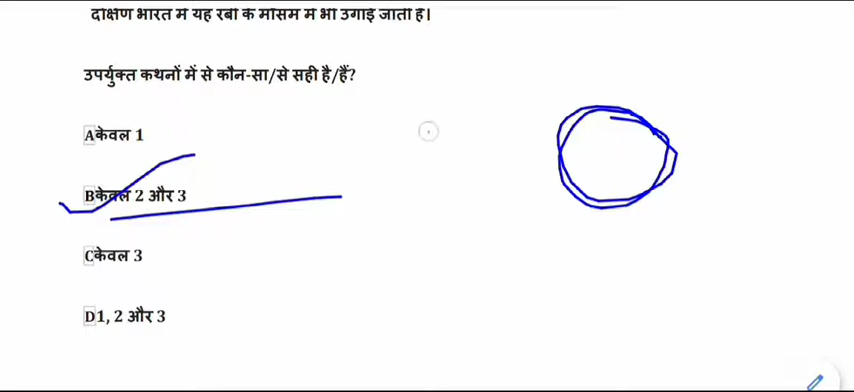 दक्षिण भारत में यह रबी के मौसम में भी उगाई जाती है।
उपर्युक्त कथनों में से कौन-सा/से सही है/हैं?
Aकेवल 1
Bकेवल 2 और 3
Cकेवल 3
D1, 2 और 3